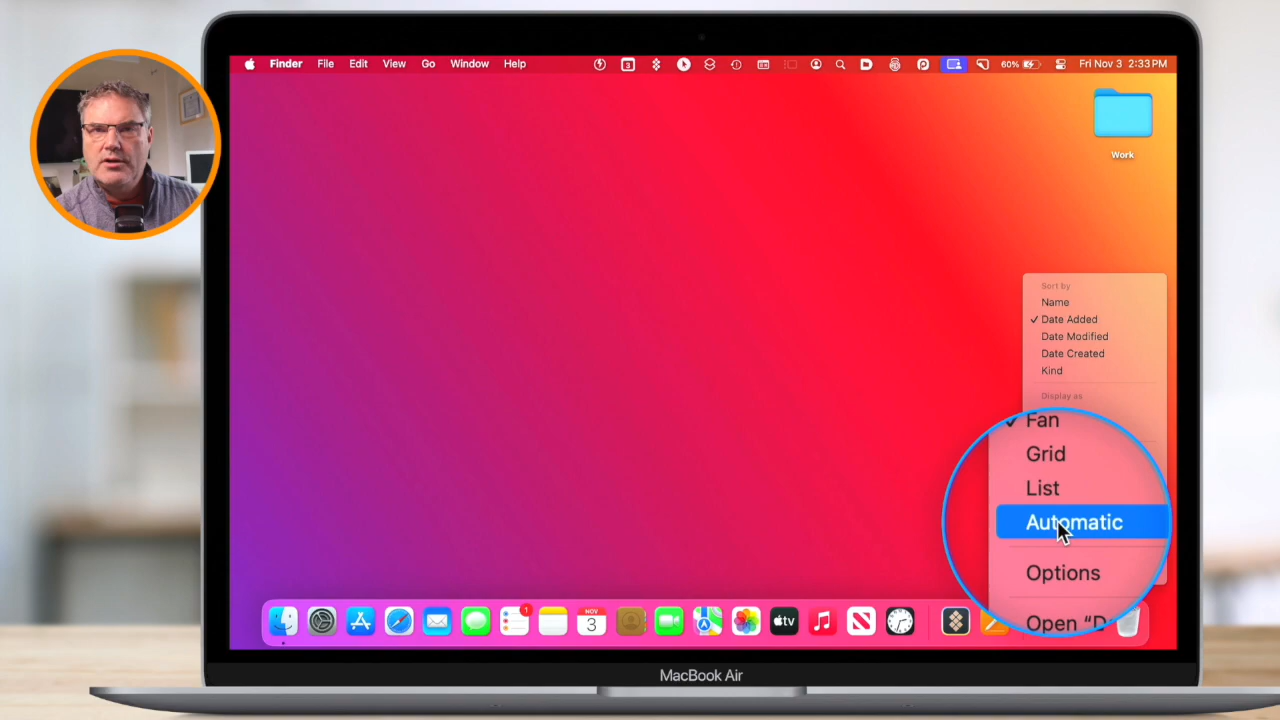 Finder File Edit View Go Window Help 3 60% Fri Nov 3 2:33 PM
Work
Sort by
Name
✓ Date Added
Date Modified
Date Created
Kind
Display as
✓ Fan
Grid
List
Automatic
Options
Open “D
1
NOV
3
tv
MacBook Air